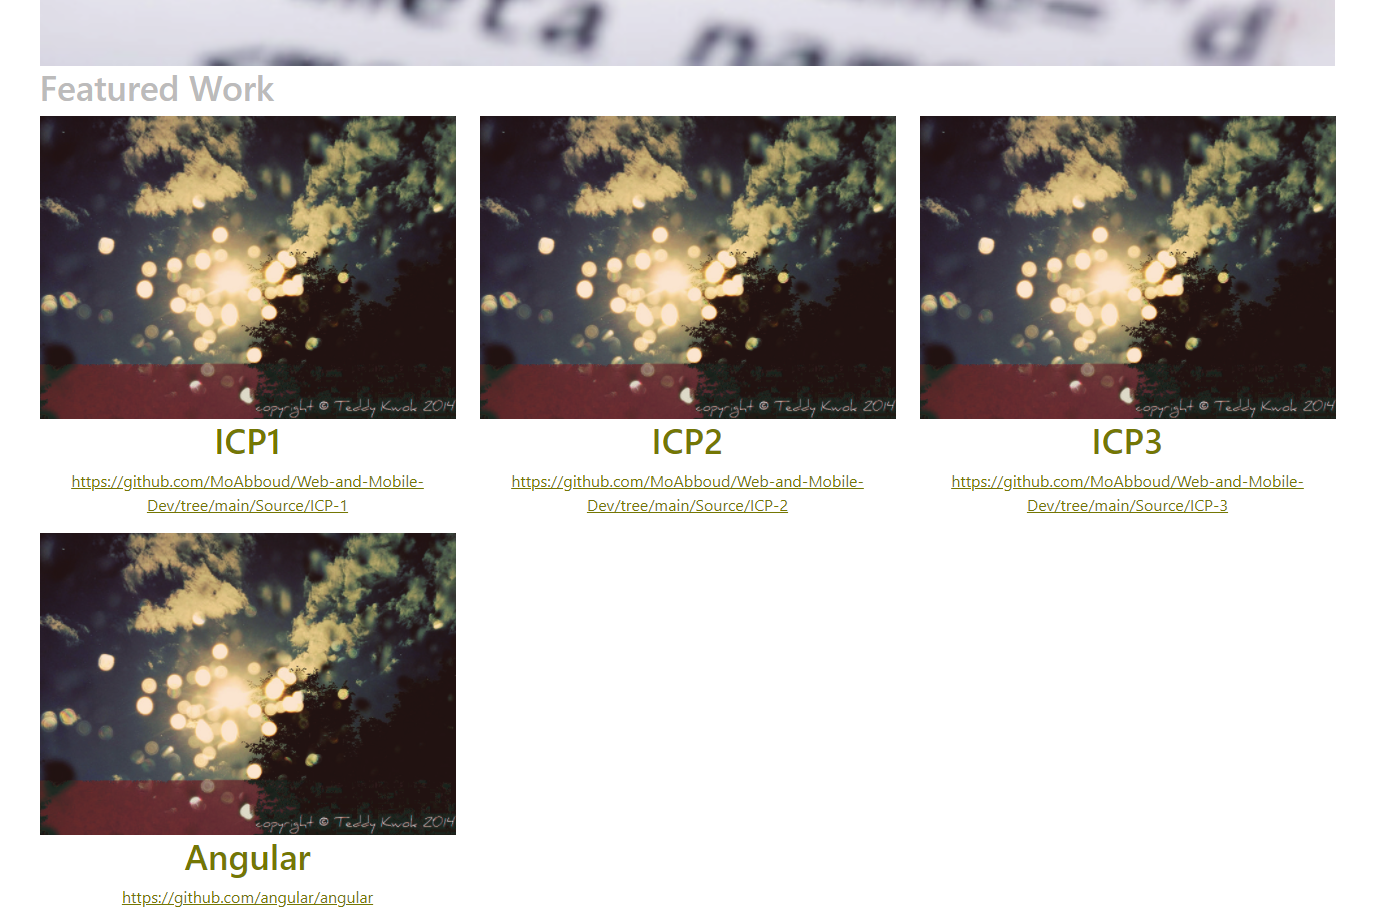 meta name="d
Featured Work
copyright © Teddy Kwok 2014
copyright © Teddy Kwok 2014
copyright © Teddy Kwok 2014
ICP1
ICP2
ICP3
https://github.com/MoAbboud/Web-and-Mobile-
Dev/tree/main/Source/ICP-1
https://github.com/MoAbboud/Web-and-Mobile-
Dev/tree/main/Source/ICP-2
https://github.com/MoAbboud/Web-and-Mobile-
Dev/tree/main/Source/ICP-3
copyright © Teddy Kwok 2014
Angular
https://github.com/angular/angular